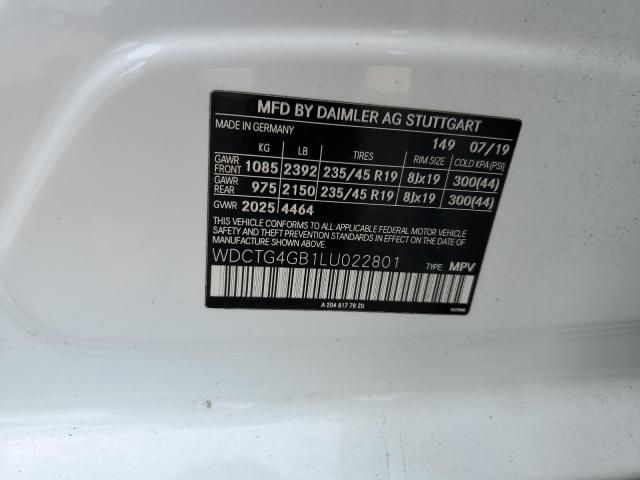 MFD BY DAIMLER AG STUTTGART
MADE IN GERMANY 149 07/19
KG LB TIRES RIM SIZE COLD KPA (PSI)
GAWR FRONT 1085 2392 235/45 R19 8Jx19 300(44)
GAWR REAR 975 2150 235/45 R19 8Jx19 300(44)
GWR 2025 4464
THIS VEHICLE CONFORMS TO ALL APPLICABLE FEDERAL MOTOR VEHICLE
SAFETY AND THEFT PREVENTION STANDARDS IN EFFECT ON THE DATE
OF MANUFACTURE SHOWN ABOVE.
WDCTG4GB1LU022801 TYPE: MPV
A 204 817 78 20